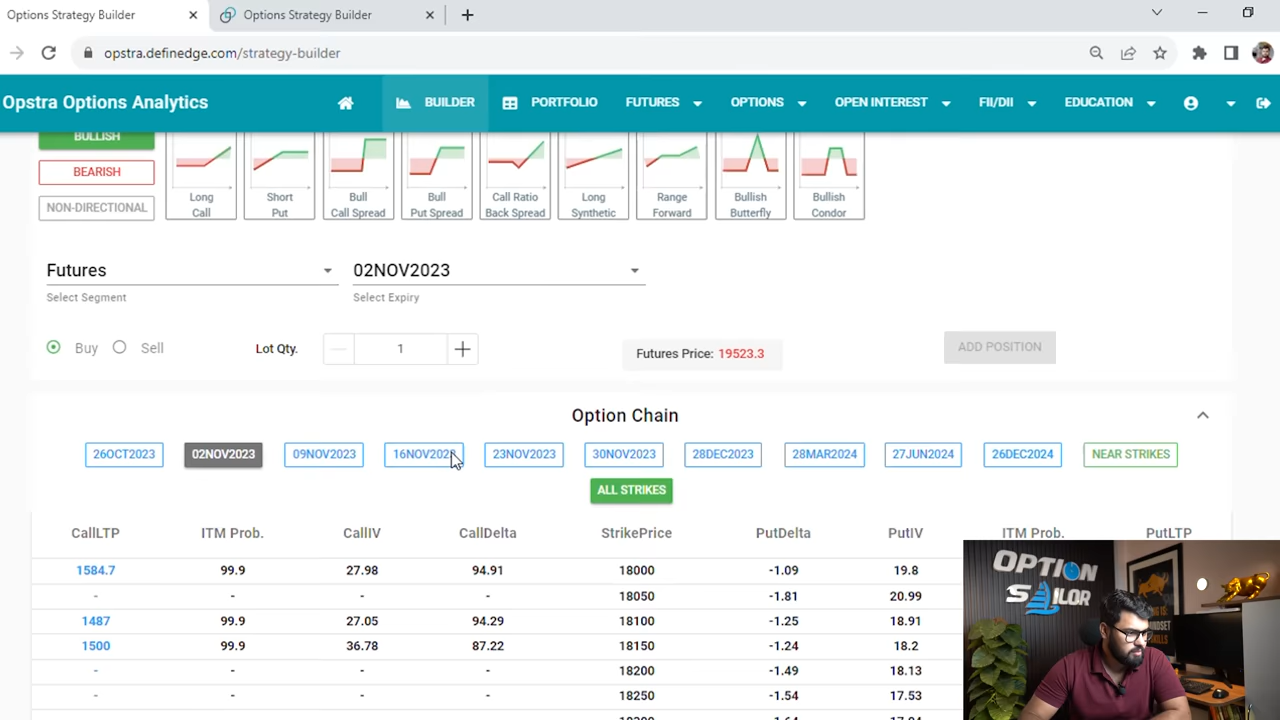 Options Strategy Builder
Options Strategy Builder
opstra.definedge.com/strategy-builder
Opstra Options Analytics
BUILDER
PORTFOLIO
FUTURES
OPTIONS
OPEN INTEREST
FII/DII
EDUCATION
BULLISH
BEARISH
NON-DIRECTIONAL
Long
Call
Short
Put
Bull
Call Spread
Bull
Put Spread
Call Ratio
Back Spread
Long
Synthetic
Range
Forward
Bullish
Butterfly
Bullish
Condor
Futures
02NOV2023
Select Segment
Select Expiry
Buy
Sell
Lot Qty.
1
Futures Price: 19523.3
ADD POSITION
Option Chain
26OCT2023 02NOV2023 09NOV2023 16NOV2023 23NOV2023 30NOV2023 28DEC2023 28MAR2024 27JUN2024 26DEC2024 NEAR STRIKES
ALL STRIKES
CallLTP ITM Prob. CallIV CallDelta StrikePrice PutDelta PutIV ITM Prob. PutLTP
1584.7 99.9 27.98 94.91 18000 -1.09 19.8
- - - - 18050 -1.81 20.99
1487 99.9 27.05 94.29 18100 -1.25 18.91
1500 99.9 36.78 87.22 18150 -1.24 18.2
- - - - 18200 -1.49 18.13
- - - - 18250 -1.54 17.53
OPTION
SAILOR